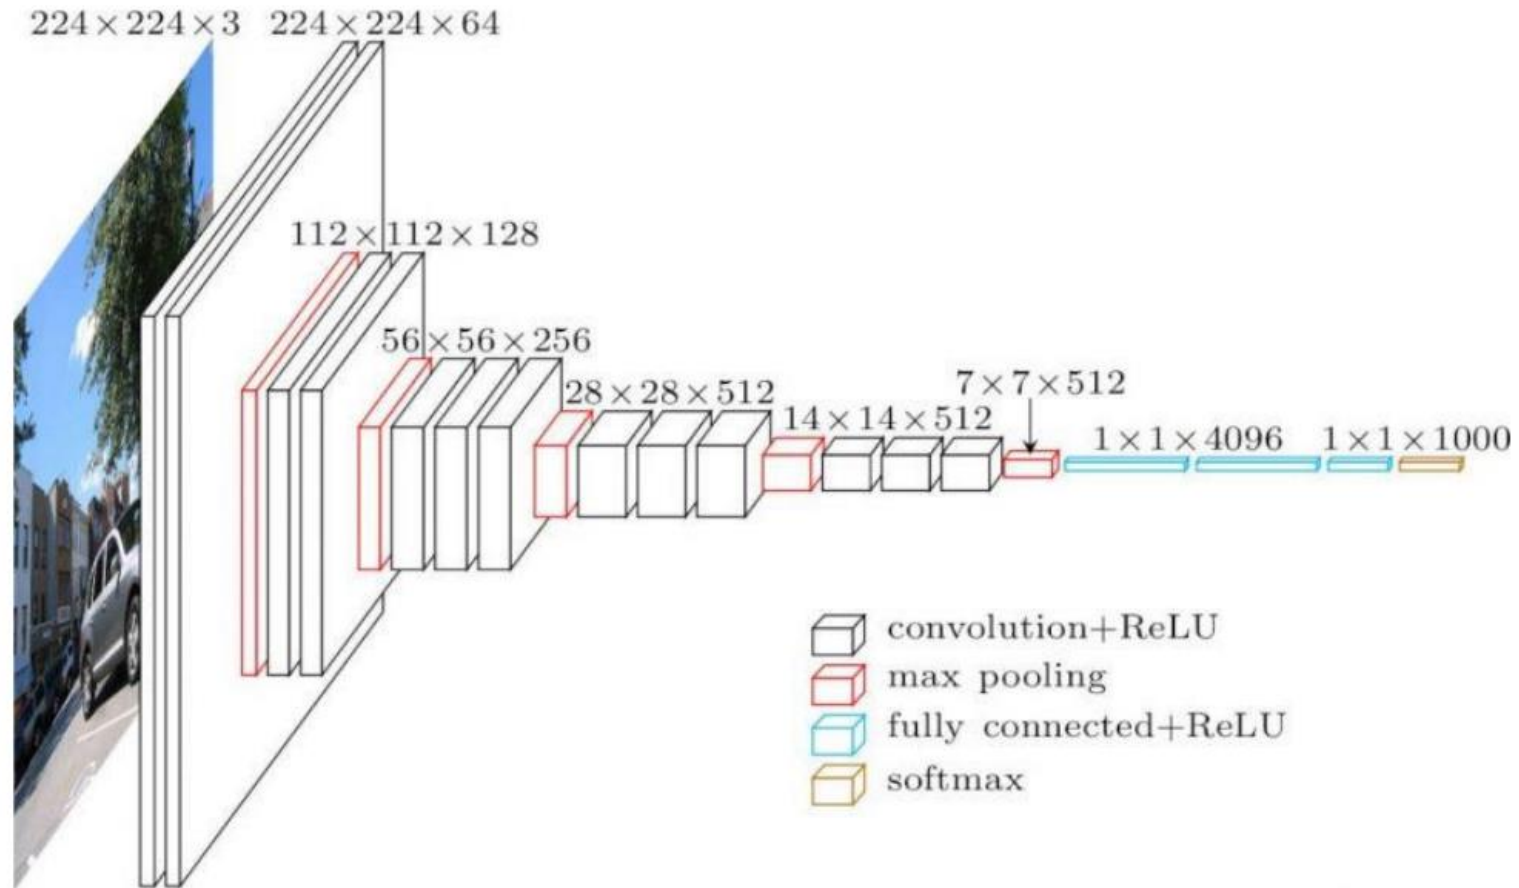 224×224×3
224×224×64
112×112×128
56×56×256
28×28×512
14×14×512
7×7×512
1×1×4096
1×1×1000
convolution+ReLU
max pooling
fully connected+ReLU
softmax